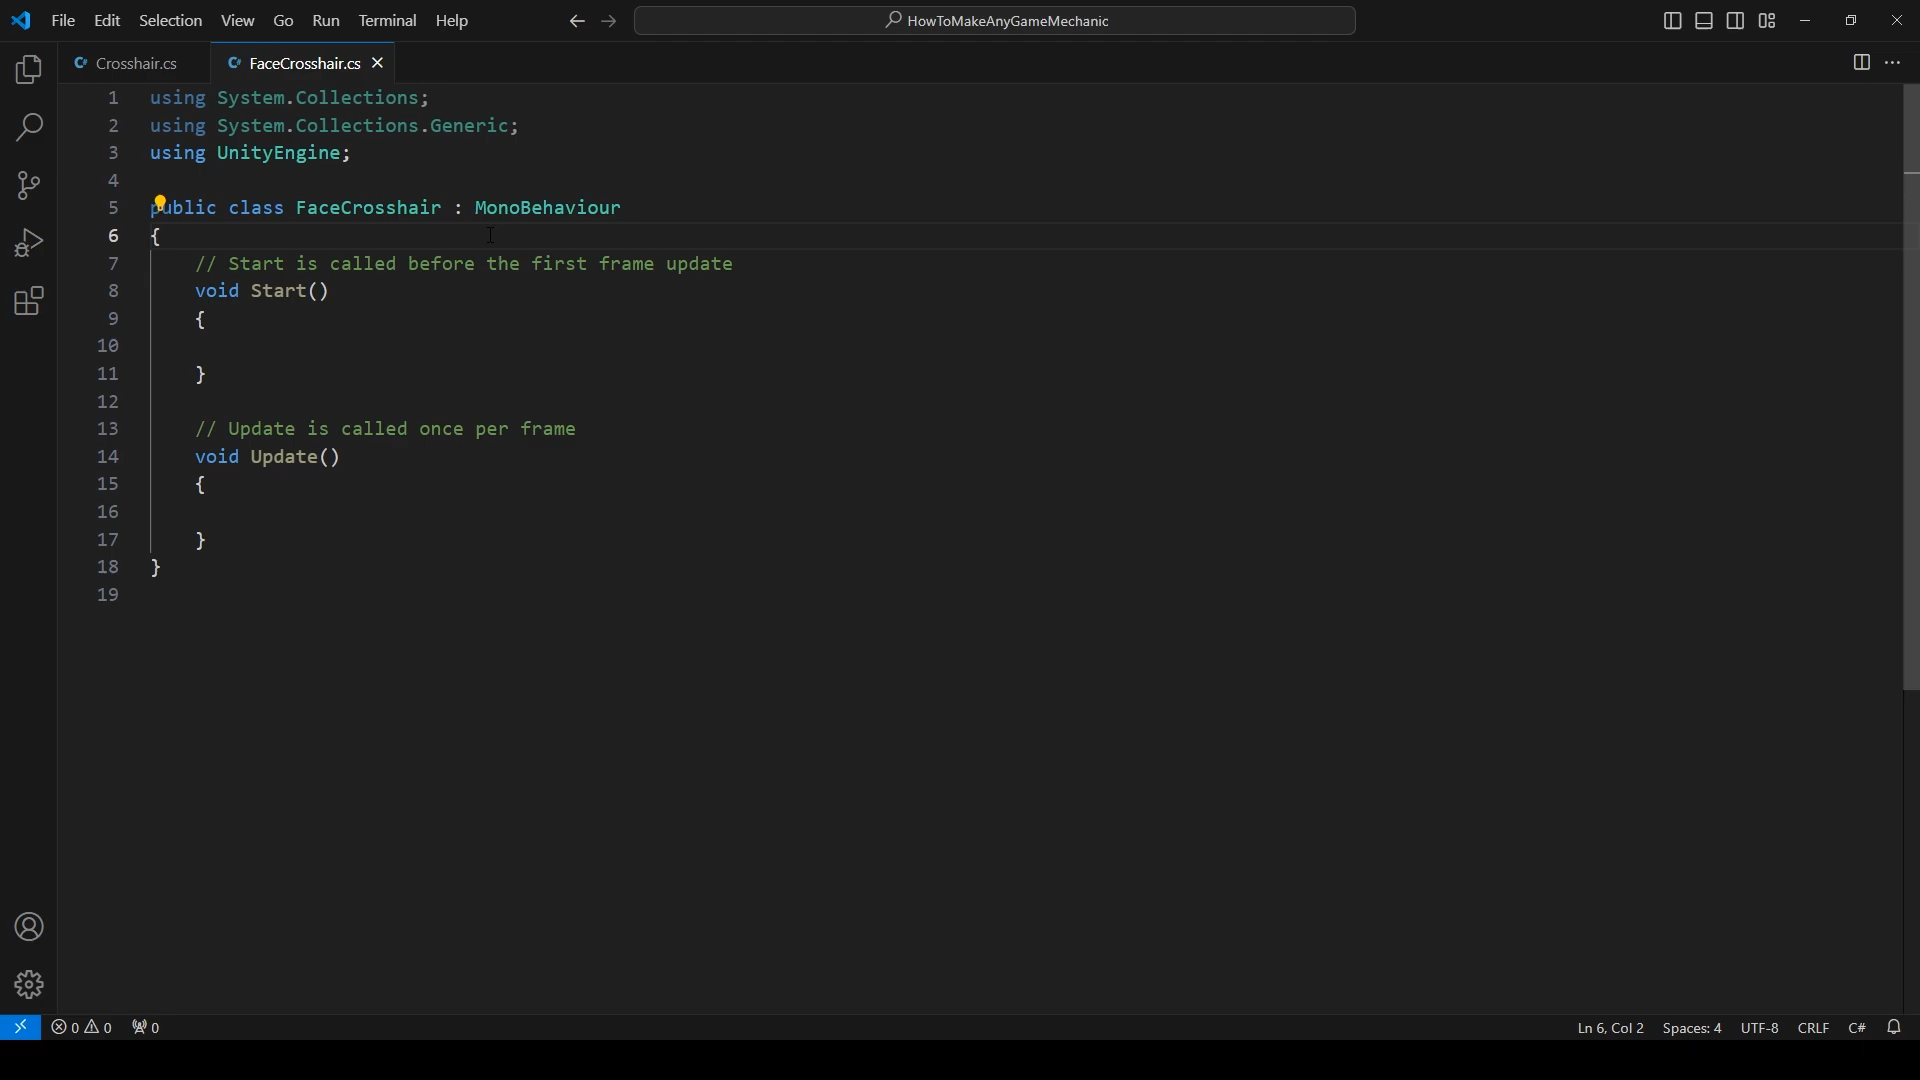 File Edit Selection View Go Run Terminal Help HowToMakeAnyGameMechanic
C# Crosshair.cs C# FaceCrosshair.cs
1 using System.Collections;
2 using System.Collections.Generic;
3 using UnityEngine;
4
5 public class FaceCrosshair : MonoBehaviour
6 {
7 // Start is called before the first frame update
8 void Start()
9 {
10
11 }
12
13 // Update is called once per frame
14 void Update()
15 {
16
17 }
18 }
19
0 0 0 Ln 6, Col 2 Spaces: 4 UTF-8 CRLF C#